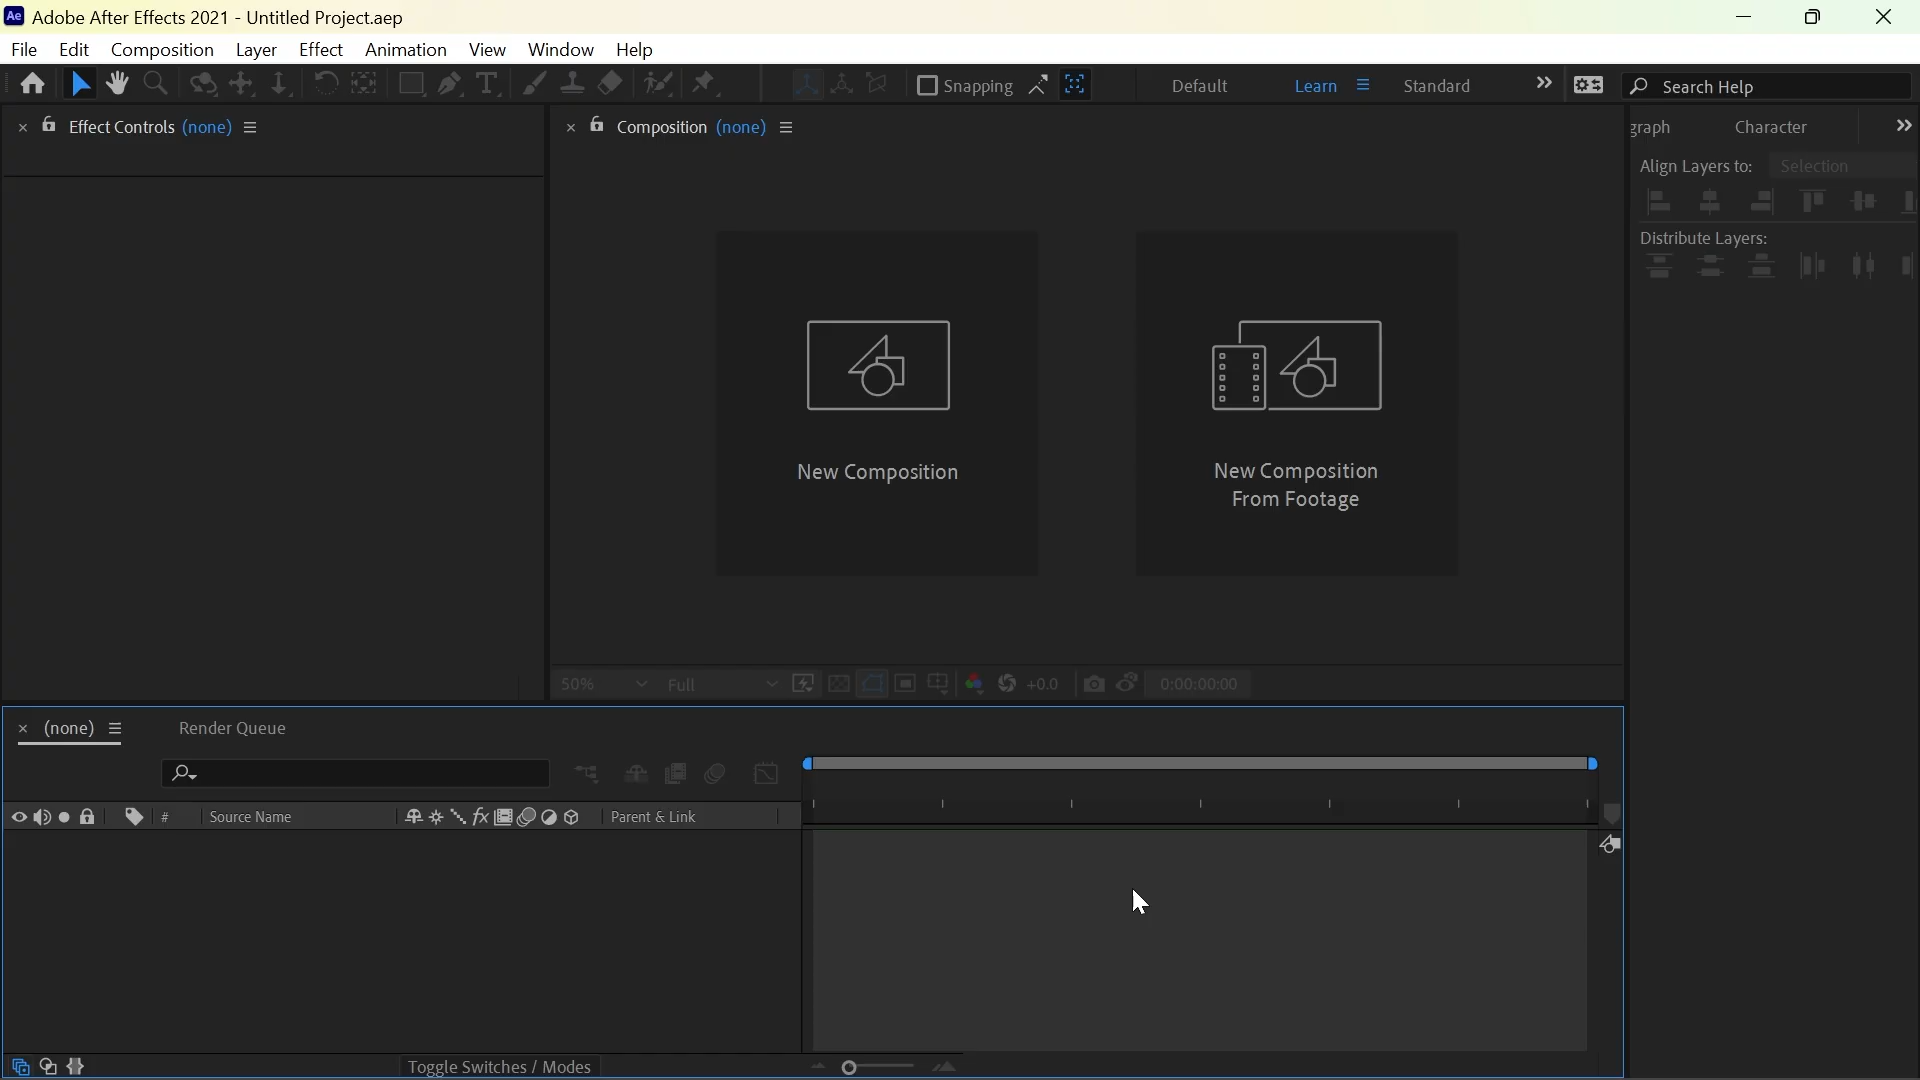 Ae Adobe After Effects 2021 - Untitled Project.aep
File Edit Composition Layer Effect Animation View Window Help
Snapping Default Learn Standard Search Help
Effect Controls (none)
Composition (none)
graph Character
Align Layers to: Selection
Distribute Layers:
New Composition
New Composition
From Footage
50% Full +0.0 0:00:00:00
(none) Render Queue
# Source Name Parent & Link
Toggle Switches / Modes